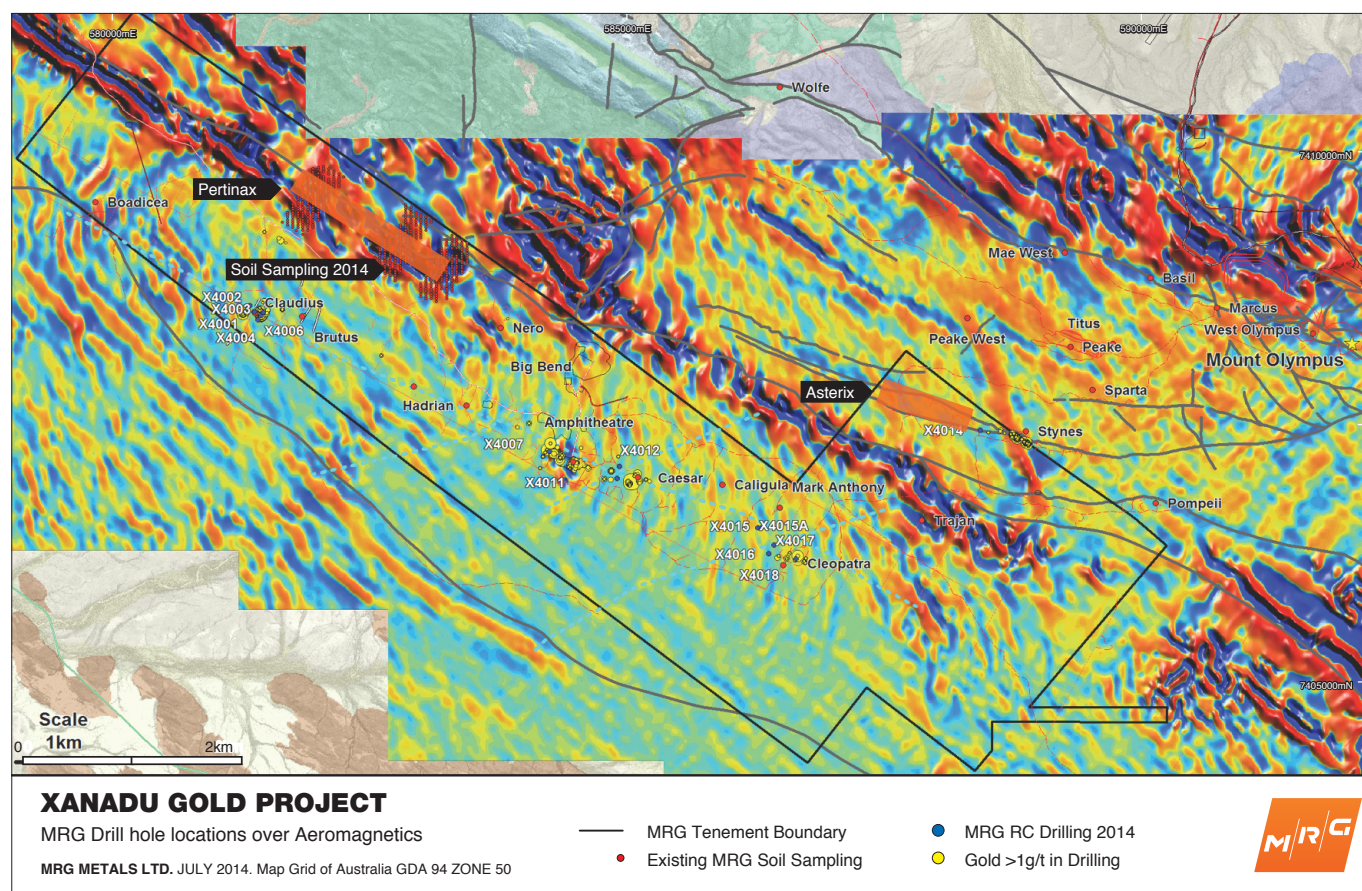 580000mE
585000mE
590000mE
Wolfe
7410000mN
Pertinax
Boadicea
Mae West
Soil Sampling 2014
Basil
X4002
Claudius
X4003
Marcus
X4001
X4006
Nero
Titus
West Olympus
X4004
Brutus
Peake West
Peake
Mount Olympus
Big Bend
Asterix
Sparta
Hadrian
Amphitheatre
X4014
Stynes
X4007
X4012
X4011
Caesar
Caligula
Mark Anthony
Pompeii
X4015
X4015A
Trajan
X4017
X4016
Cleopatra
X4018
7405000mN
Scale
1km
0
2km
XANADU GOLD PROJECT
MRG Drill hole locations over Aeromagnetics
MRG METALS LTD. JULY 2014. Map Grid of Australia GDA 94 ZONE 50
MRG Tenement Boundary
Existing MRG Soil Sampling
MRG RC Drilling 2014
Gold >1g/t in Drilling
M/R/G